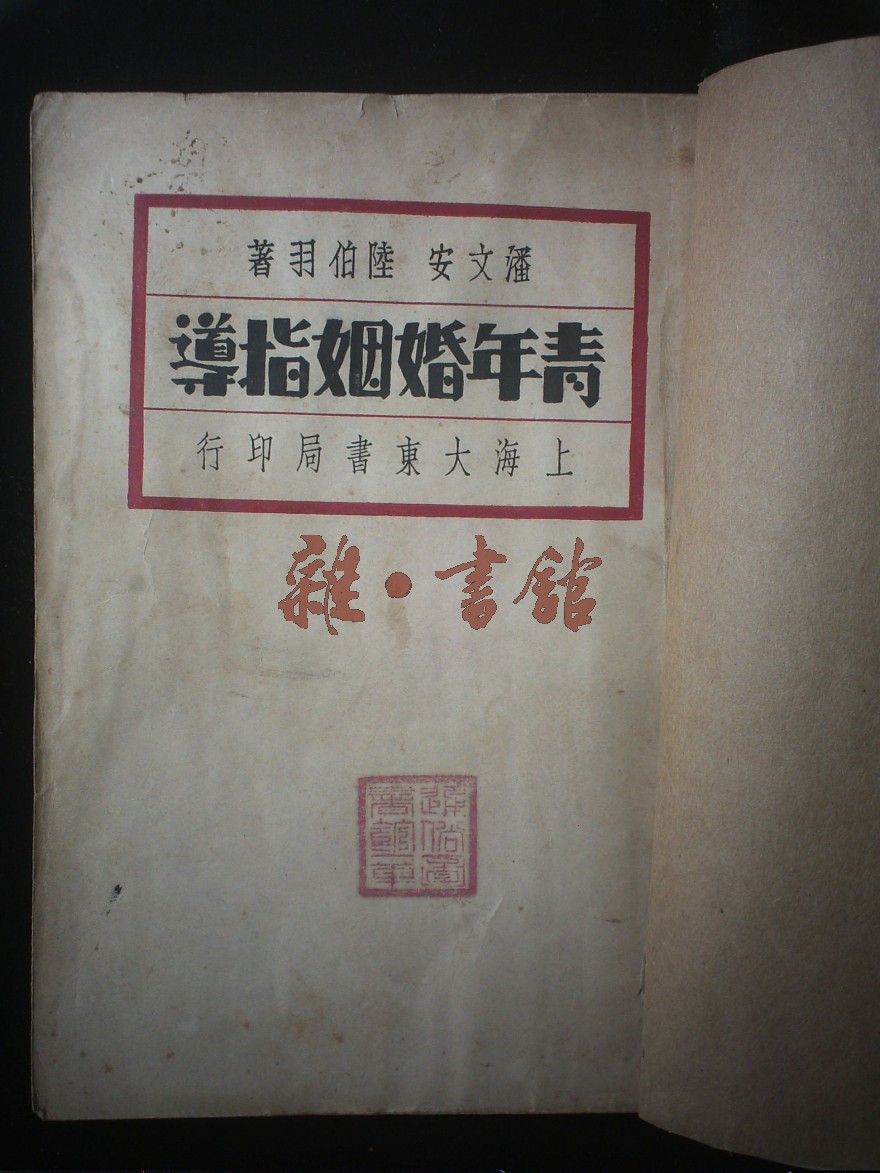 潘文安 陸伯羽著
青年婚姻指導
上海大東書局印行
雜·書館